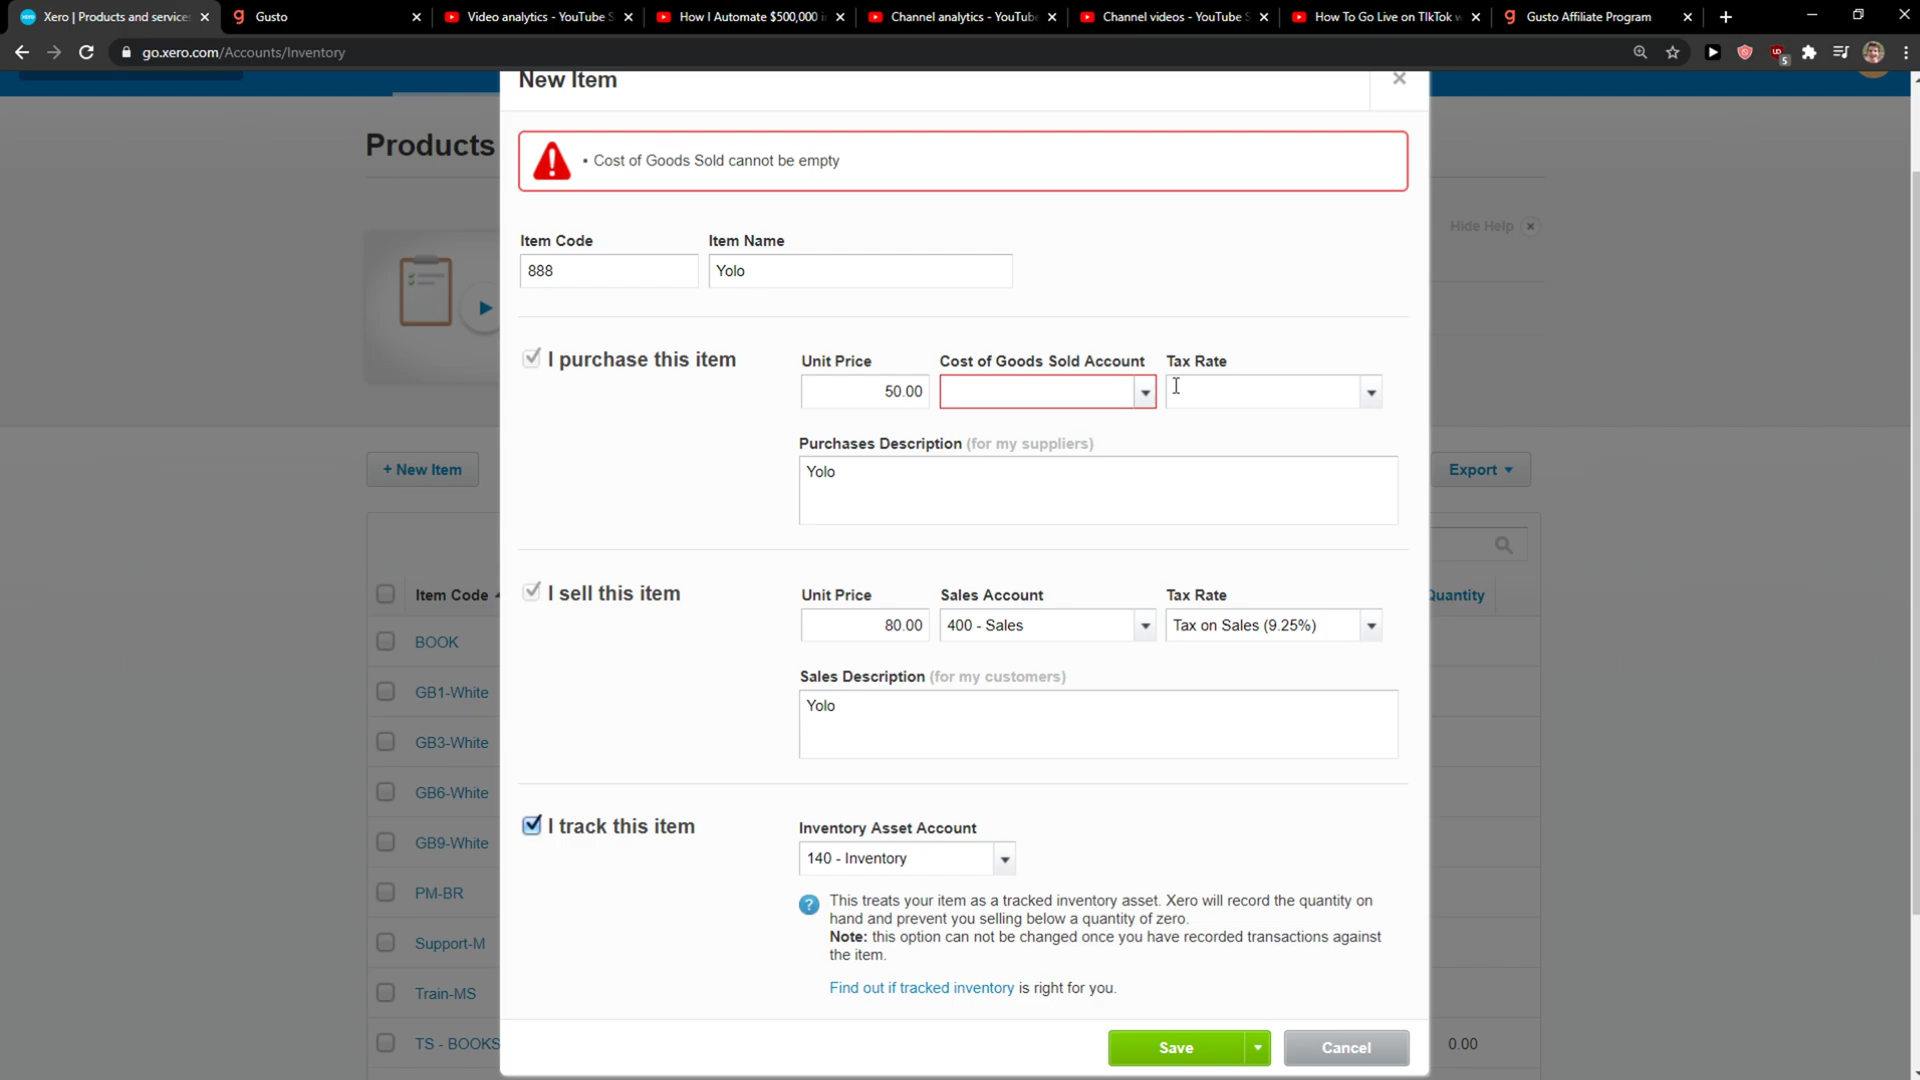 Xero | Products and service:
Gusto
Video analytics - YouTube S
How I Automate $500,000 i
Channel analytics - YouTub
Channel videos - YouTube S
How To Go Live on TIkTok w
Gusto Affiliate Program
go.xero.com/Accounts/Inventory
5
New Item
Products
• Cost of Goods Sold cannot be empty
Hide Help
Item Code
Item Name
888
Yolo
I purchase this item
Unit Price
Cost of Goods Sold Account
Tax Rate
50.00
Purchases Description (for my suppliers)
Yolo
+ New Item
Export
I sell this item
Unit Price
Sales Account
Tax Rate
80.00
400 - Sales
Tax on Sales (9.25%)
Item Code
Quantity
BOOK
Sales Description (for my customers)
Yolo
GB1-White
GB3-White
GB6-White
GB9-White
PM-BR
Support-M
Train-MS
TS - BOOKS
0.00
I track this item
Inventory Asset Account
140 - Inventory
This treats your item as a tracked inventory asset. Xero will record the quantity on
hand and prevent you selling below a quantity of zero.
Note: this option can not be changed once you have recorded transactions against
the item.
Find out if tracked inventory is right for you.
Save
Cancel